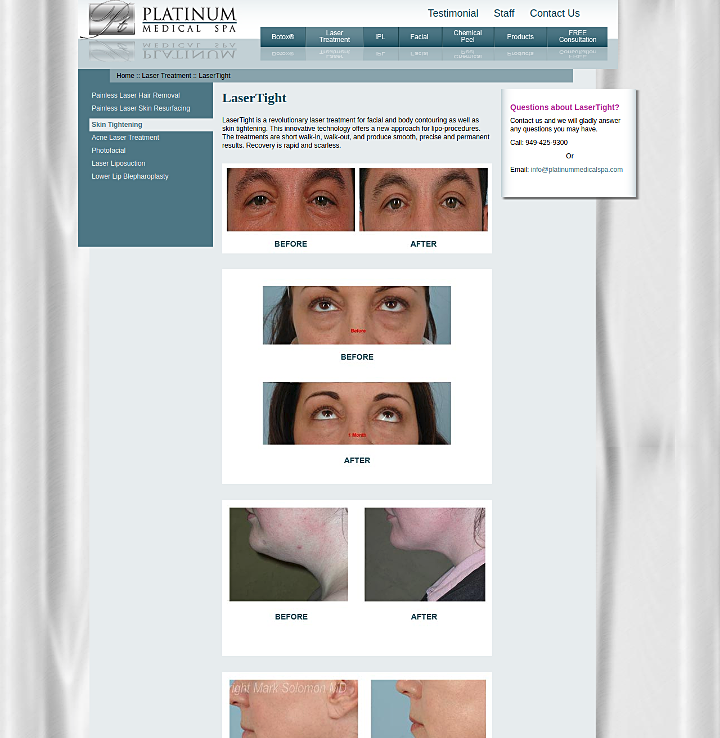 Pt PLATINUM
MEDICAL SPA
Testimonial Staff Contact Us
Botox®
Laser
Treatment
IPL
Facial
Chemical
Peel
Products
FREE
Consultation
Home :: Laser Treatment :: LaserTight
Painless Laser Hair Removal
Painless Laser Skin Resurfacing
Skin Tightening
Acne Laser Treatment
Photofacial
Laser Liposuction
Lower Lip Blepharoplasty
LaserTight
LaserTight is a revolutionary laser treatment for facial and body contouring as well as
skin tightening. This innovative technology offers a new approach for lipo-procedures.
The treatments are short walk-in, walk-out, and produce smooth, precise and permanent
results. Recovery is rapid and scarless.
BEFORE AFTER
Before
BEFORE
1 Month
AFTER
BEFORE AFTER
ight Mark Solomon MD
Questions about LaserTight?
Contact us and we will gladly answer
any questions you may have.
Call: 949-425-9300
Or
Email: info@platinummedicalspa.com